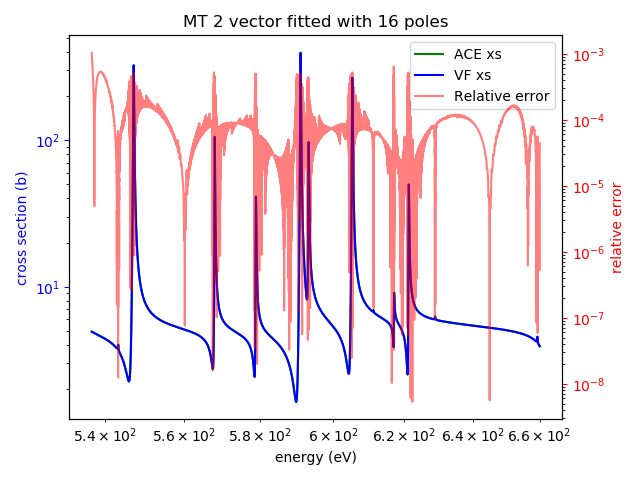 MT 2 vector fitted with 16 poles
ACE xs
VF xs
Relative error
cross section (b)
10²
10¹
relative error
10⁻³
10⁻⁴
10⁻⁵
10⁻⁶
10⁻⁷
10⁻⁸
5.4 × 10² 5.6 × 10² 5.8 × 10² 6 × 10² 6.2 × 10² 6.4 × 10² 6.6 × 10²
energy (eV)